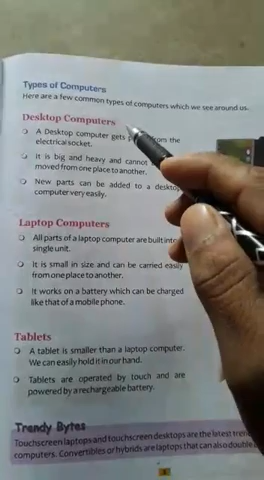 Types of Computers
Here are a few common types of computers which we see around us.
Desktop Computers
A Desktop computer gets from the
electrical socket.
It is big and heavy and cannot
moved from one place to another.
New parts can be added to a desktop
computer very easily.
Laptop Computers
All parts of a laptop computer are built into
single unit.
It is small in size and can be carried easily
from one place to another.
It works on a battery which can be charged
like that of a mobile phone.
Tablets
A tablet is smaller than a laptop computer.
We can easily hold it in our hand.
Tablets are operated by touch and are
powered by a rechargeable battery.
Trendy Bytes
Touchscreen laptops and touchscreen desktops are the latest
computers. Convertibles or hybrids are laptops that can also